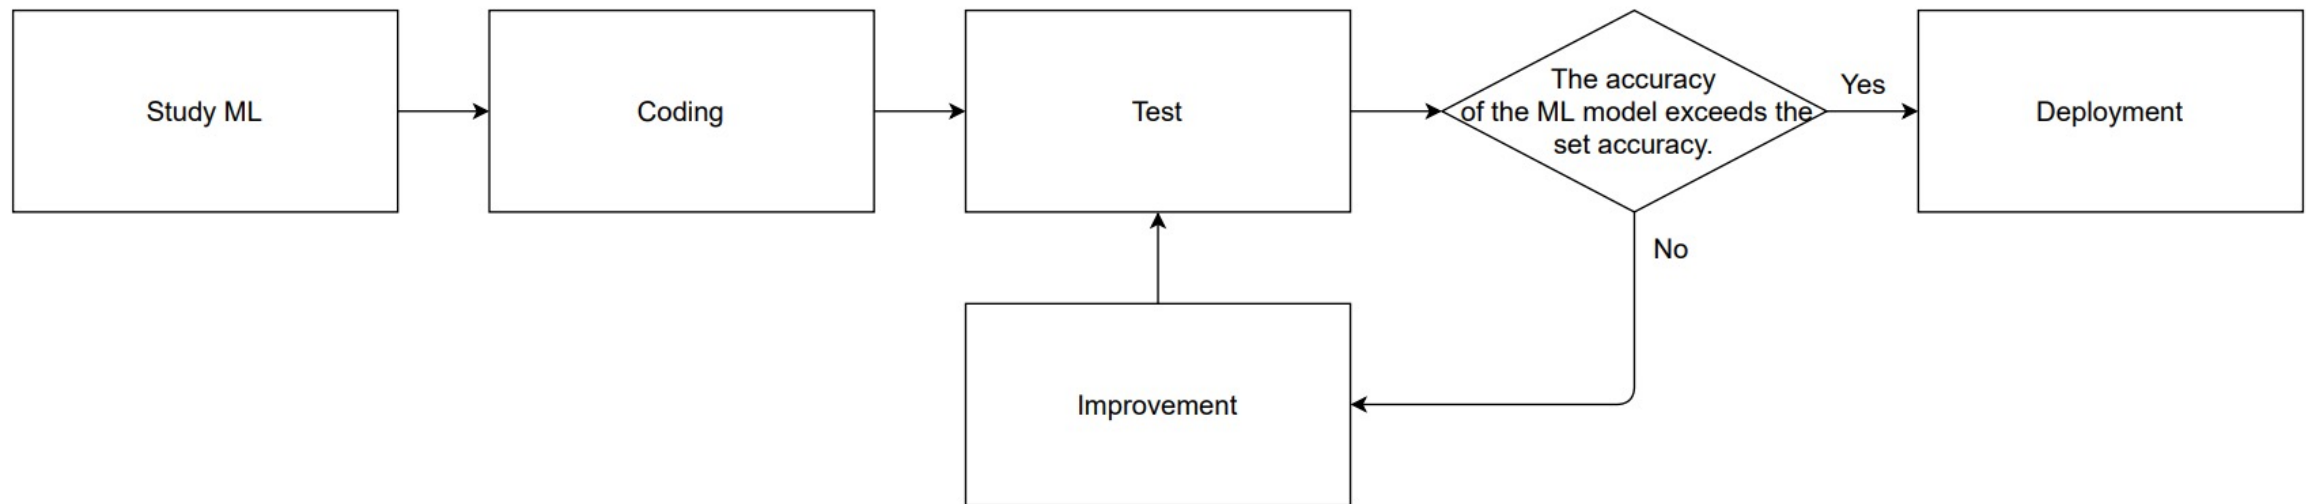 Study ML
Coding
Test
The accuracy
of the ML model exceeds the
set accuracy.
Yes
Deployment
No
Improvement